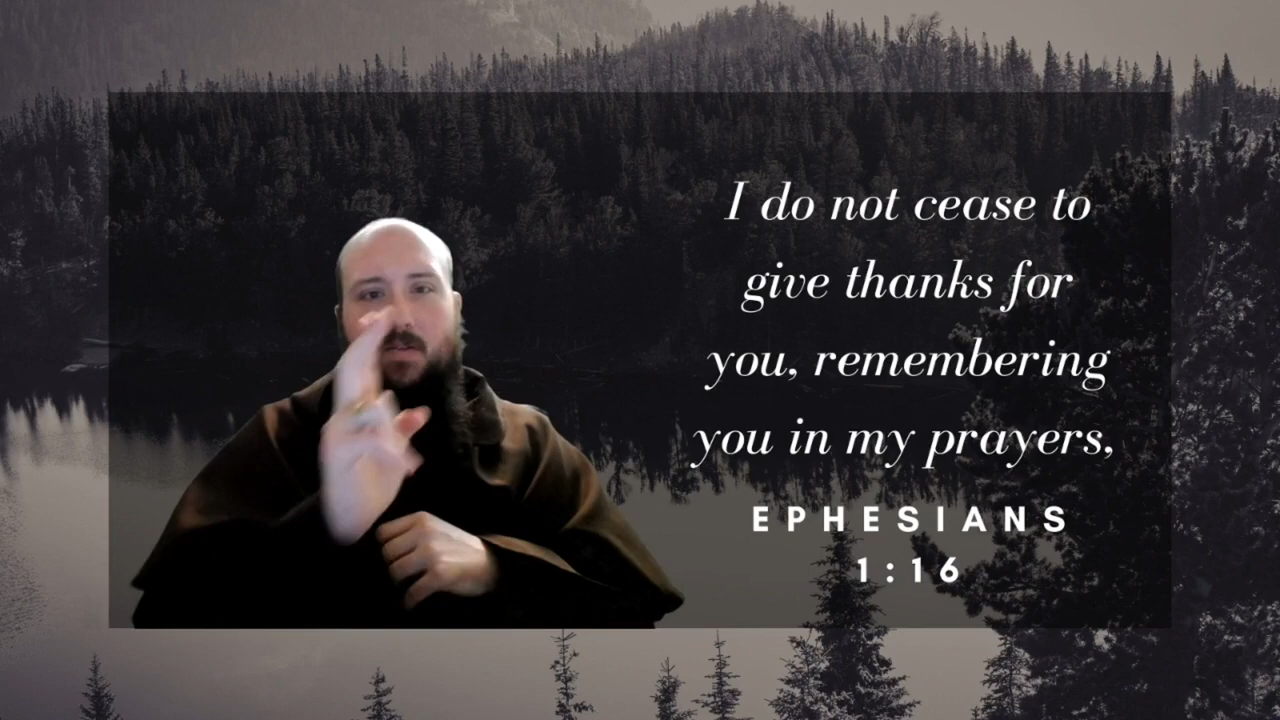 I do not cease to
give thanks for
you, remembering
you in my prayers,
EPHESIANS
1:16